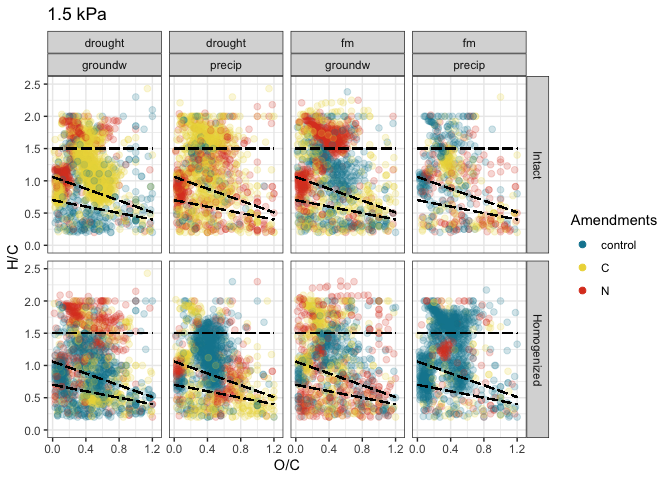 1.5 kPa
drought drought fm fm
groundw precip groundw precip
2.5
2.0
1.5
1.0
0.5
0.0
Intact
2.5
2.0
1.5
1.0
0.5
0.0
Homogenized
H/C
0.0 0.4 0.8 1.2 0.0 0.4 0.8 1.2 0.0 0.4 0.8 1.2 0.0 0.4 0.8 1.2
O/C
Amendments
control
C
N